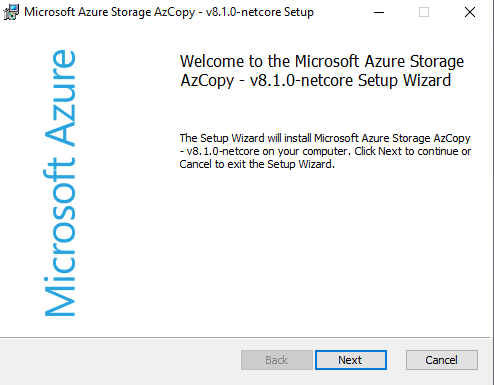 Microsoft Azure Storage AzCopy - v8.1.0-netcore Setup
Microsoft Azure
Welcome to the Microsoft Azure Storage
AzCopy - v8.1.0-netcore Setup Wizard
The Setup Wizard will install Microsoft Azure Storage AzCopy
- v8.1.0-netcore on your computer. Click Next to continue or
Cancel to exit the Setup Wizard.
Back
Next
Cancel